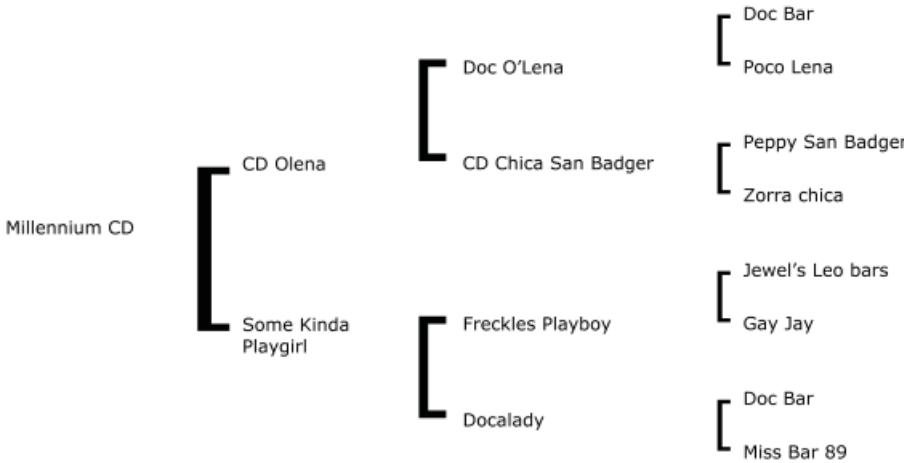 Doc Bar
Doc O'Lena
Poco Lena
CD Olena
CD Chica San Badger
Peppy San Badger
Zorra chica
Millennium CD
Jewel's Leo bars
Some Kinda
Playgirl
Freckles Playboy
Gay Jay
Docalady
Doc Bar
Miss Bar 89